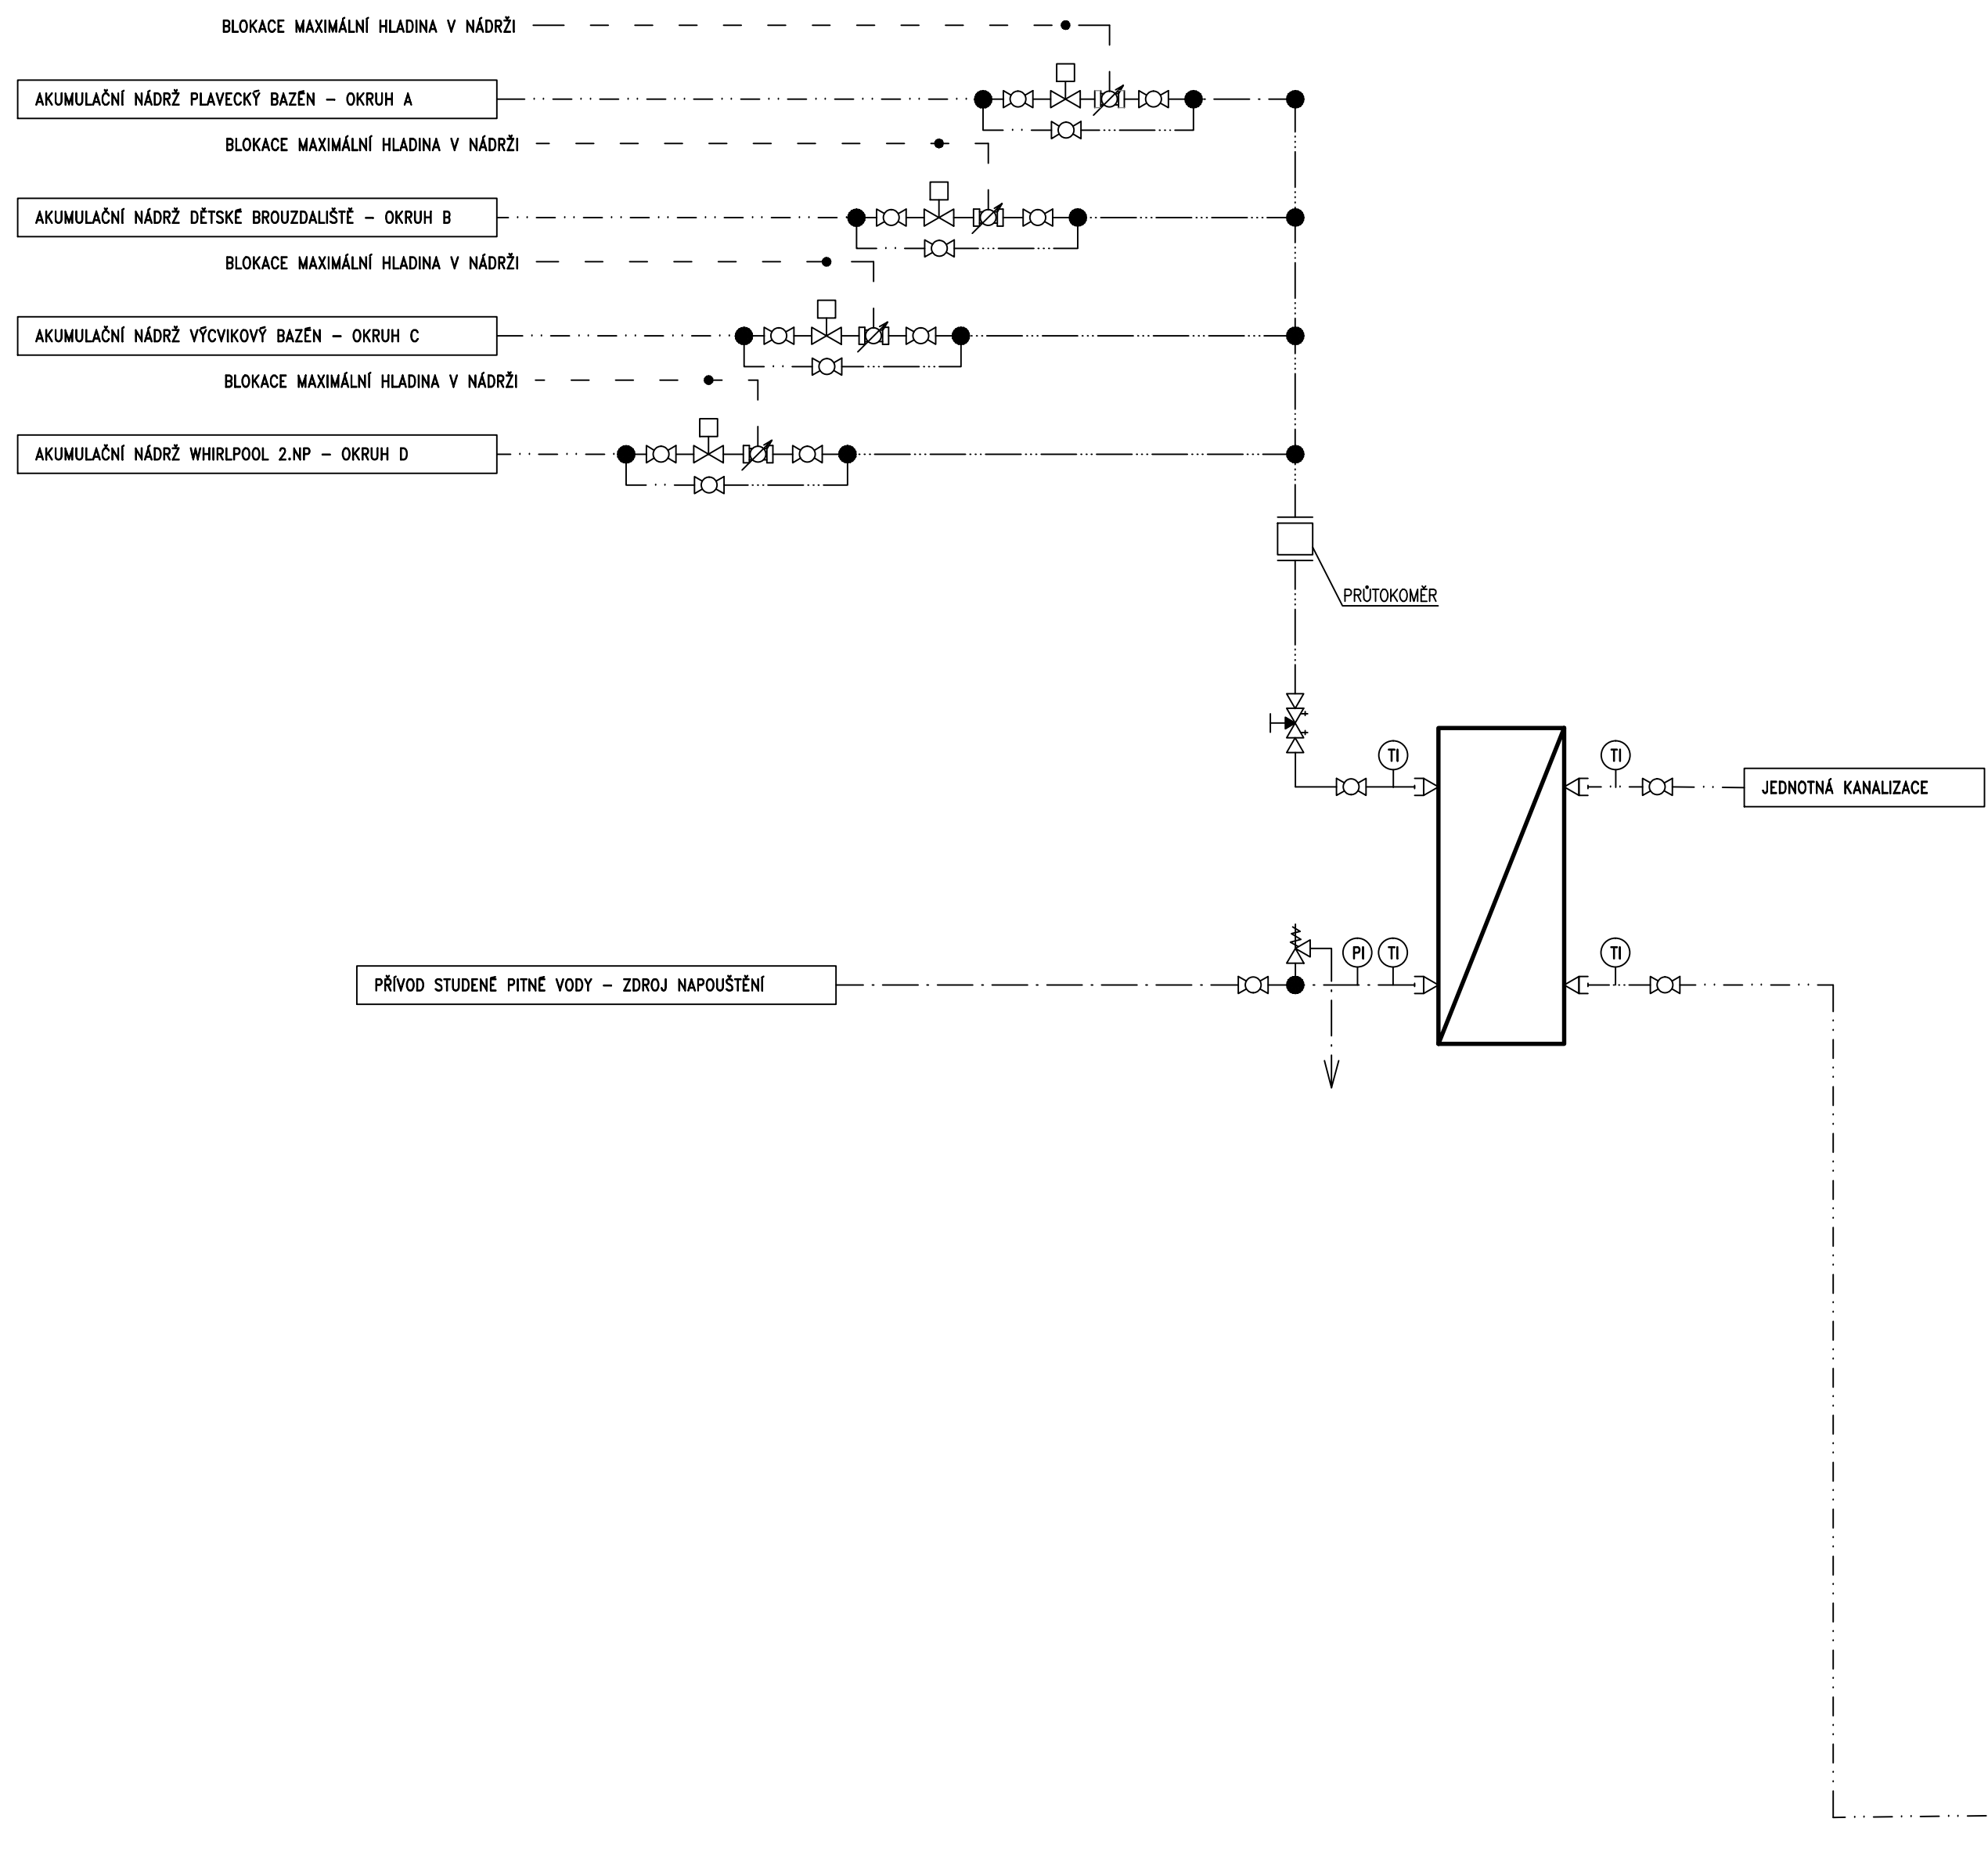 BLOKACE MAXIMÁLNÍ HLADINA V NÁDRŽI
AKUMULAČNÍ NÁDRŽ PLAVECKÝ BAZÉN – OKRUH A
BLOKACE MAXIMÁLNÍ HLADINA V NÁDRŽI
AKUMULAČNÍ NÁDRŽ DĚTSKÉ BROUZDALIŠTĚ – OKRUH B
BLOKACE MAXIMÁLNÍ HLADINA V NÁDRŽI
AKUMULAČNÍ NÁDRŽ VÝCVIKOVÝ BAZÉN – OKRUH C
BLOKACE MAXIMÁLNÍ HLADINA V NÁDRŽI
AKUMULAČNÍ NÁDRŽ WHIRLPOOL 2.NP – OKRUH D
PRŮTOKOMĚR
TI
TI
JEDNOTNÁ KANALIZACE
PI
TI
TI
PŘÍVOD STUDENÉ PITNÉ VODY – ZDROJ NAPOUŠTĚNÍ